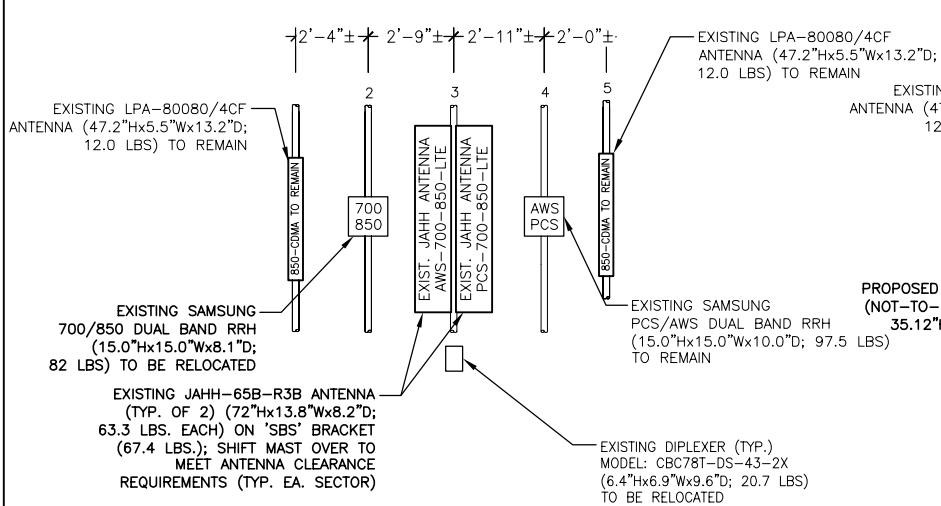 2'-4"±
2'-9"±
2'-11"±
2'-0"±
EXISTING LPA-80080/4CF
ANTENNA (47.2"Hx5.5"Wx13.2"D;
12.0 LBS) TO REMAIN
EXISTIN
ANTENNA (4
12
EXISTING LPA-80080/4CF
ANTENNA (47.2"Hx5.5"Wx13.2"D;
12.0 LBS) TO REMAIN
2
3
4
5
850-CDMA TO REMAIN
700
850
EXIST. JAHH ANTENNA
AWS-700-850-LTE
EXIST. JAHH ANTENNA
PCS-700-850-LTE
AWS
PCS
850-CDMA TO REMAIN
EXISTING SAMSUNG
700/850 DUAL BAND RRH
(15.0"Hx15.0"Wx8.1"D;
82 LBS) TO BE RELOCATED
EXISTING SAMSUNG
PCS/AWS DUAL BAND RRH
(15.0"Hx15.0"Wx10.0"D; 97.5 LBS)
TO REMAIN
PROPOSED
(NOT-TO-
35.12"H
EXISTING JAHH-65B-R3B ANTENNA
(TYP. OF 2) (72"Hx13.8"Wx8.2"D;
63.3 LBS. EACH) ON 'SBS' BRACKET
(67.4 LBS.); SHIFT MAST OVER TO
MEET ANTENNA CLEARANCE
REQUIREMENTS (TYP. EA. SECTOR)
EXISTING DIPLEXER (TYP.)
MODEL: CBC78T-DS-43-2X
(6.4"Hx6.9"Wx9.6"D; 20.7 LBS)
TO BE RELOCATED